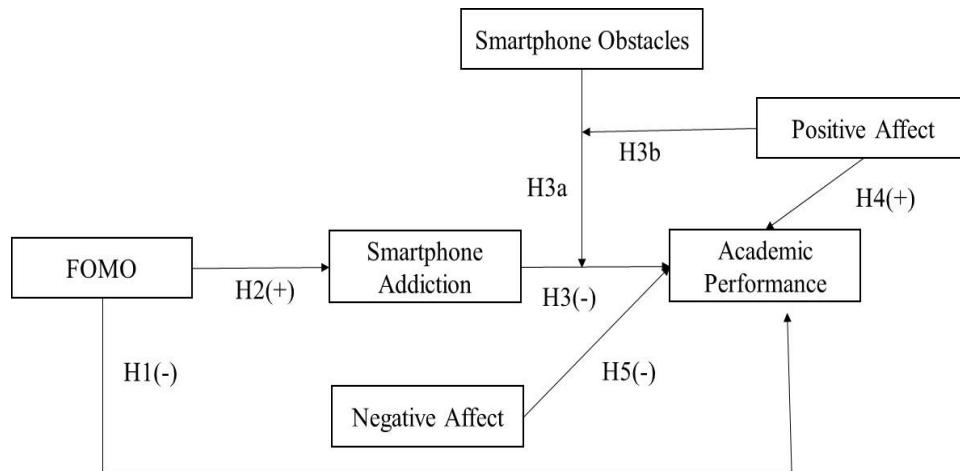 Smartphone Obstacles
Positive Affect
H3b
H3a
H4(+)
FOMO
Smartphone
Addiction
Academic
Performance
H2(+)
H3(-)
H1(-)
H5(-)
Negative Affect